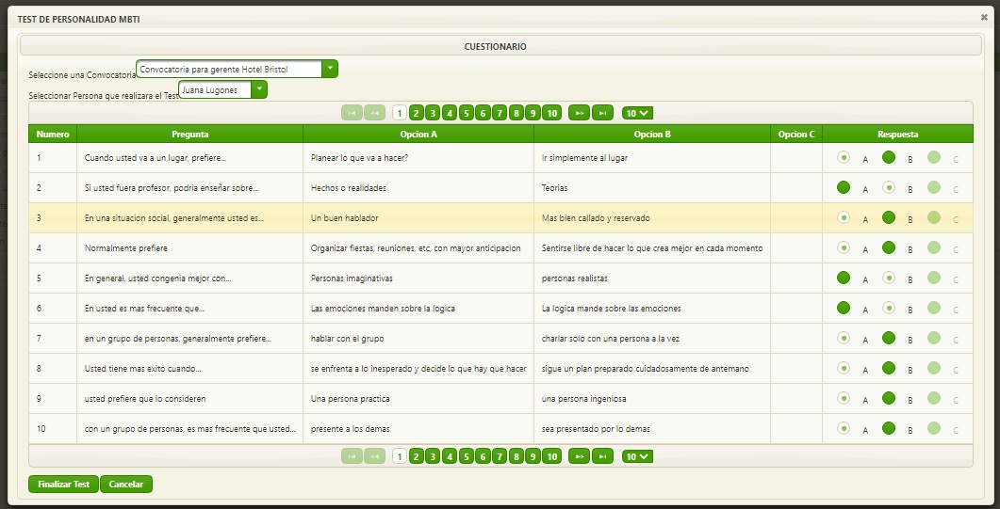 TEST DE PERSONALIDAD MBTI
CUESTIONARIO
Seleccione una Convocatoria Convocatoria para gerente Hotel Bristol
Seleccionar Persona que realizara el Test Juana Lugones
1 2 3 4 5 6 7 8 9 10 10
Numero Pregunta Opcion A Opcion B Opcion C Respuesta
1 Cuando usted va a un lugar, prefiere... Planear lo que va a hacer? Ir simplemente al lugar A B C
2 Si usted fuera profesor, podria enseñar sobre... Hechos o realidades Teorias A B C
3 En una situacion social, generalmente usted es... Un buen hablador Mas bien callado y reservado A B C
4 Normalmente prefiere Organizar fiestas, reuniones, etc, con mayor anticipacion Sentirse libre de hacer lo que crea mejor en cada momento A B C
5 En general, usted congenia mejor con... Personas imaginativas personas realistas A B C
6 En usted es mas frecuente que... Las emociones manden sobre la logica La logica mande sobre las emociones A B C
7 en un grupo de personas, generalmente prefiere... hablar con el grupo charlar solo con una persona a la vez A B C
8 Usted tiene mas exito cuando... se enfrenta a lo inesperado y decide lo que hay que hacer sigue un plan preparado cuidadosamente de antemano A B C
9 usted prefiere que lo consideren Una persona practica una persona ingeniosa A B C
10 con un grupo de personas, es mas frecuente que usted... presente a los demas sea presentado por lo demas A B C
1 2 3 4 5 6 7 8 9 10 10
Finalizar Test Cancelar